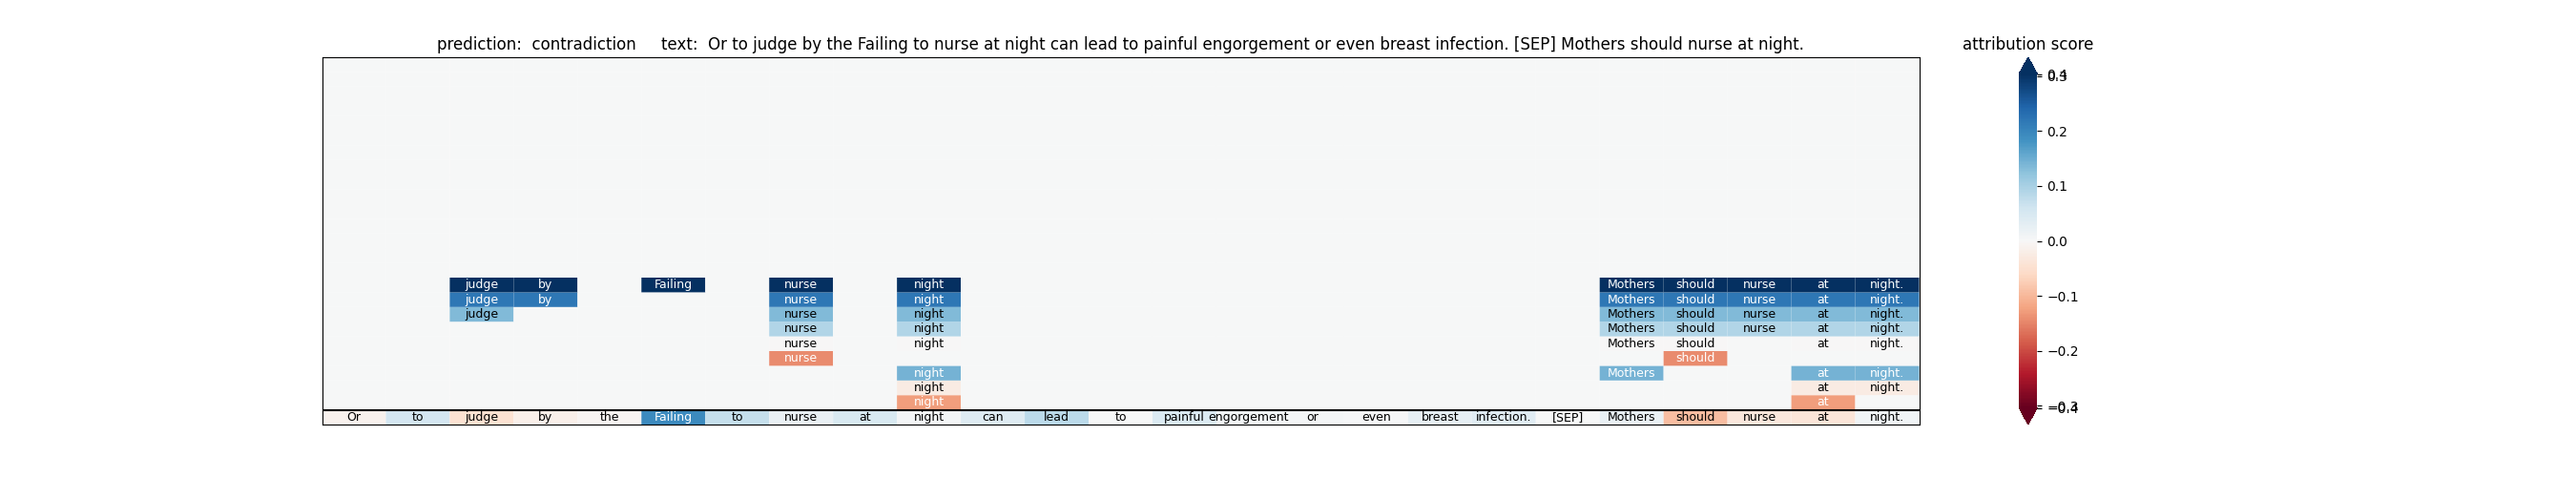 prediction: contradiction text: Or to judge by the Failing to nurse at night can lead to painful engorgement or even breast infection. [SEP] Mothers should nurse at night.
attribution score
0.2
0.1
0.0
−0.1
−0.2
judge by Failing nurse night Mothers should nurse at night.
judge by nurse night Mothers should nurse at night.
judge nurse night Mothers should nurse at night.
nurse night Mothers should nurse at night.
nurse night Mothers should at night.
nurse should
night Mothers at night.
night at night.
night at
Or to judge by the Failing to nurse at night can lead to painful engorgement or even breast infection. [SEP] Mothers should nurse at night.